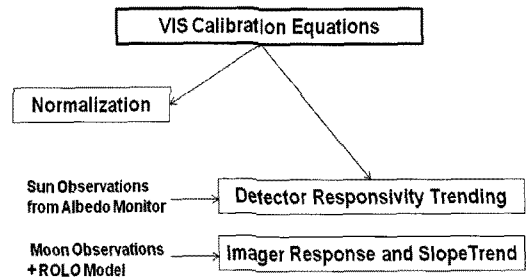 VIS Calibration Equations
Normalization
Sun Observations
from Albedo Monitor
Detector Responsivity Trending
Moon Observations
+ROLO Model
Imager Response and SlopeTrend